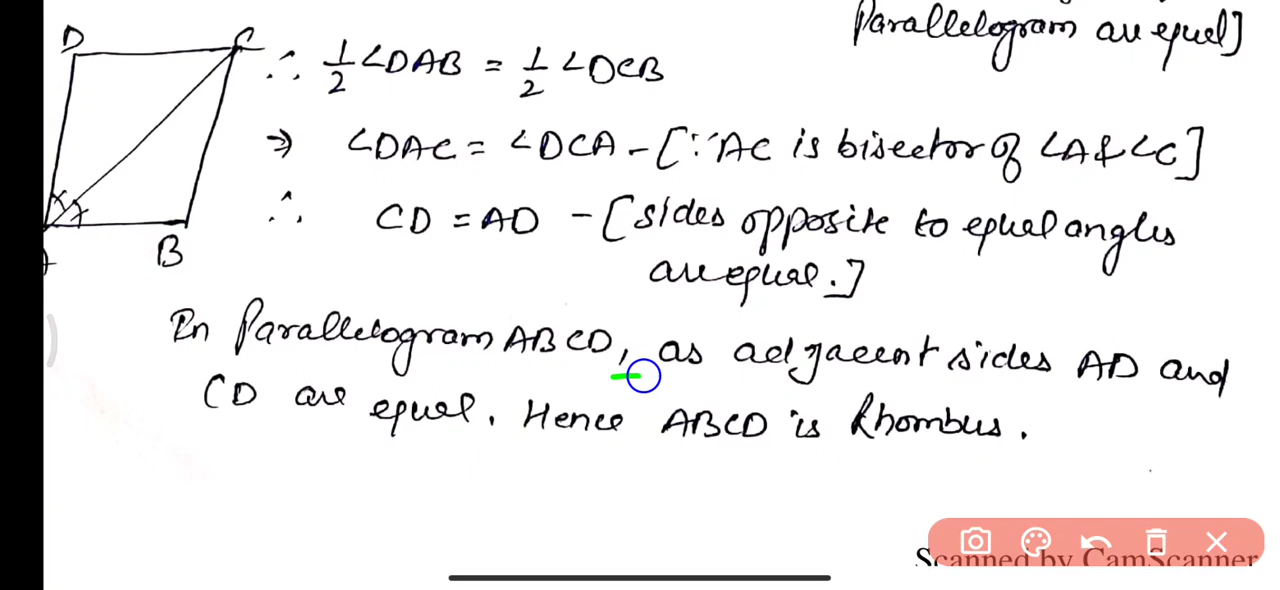 Parallelogram are equal]
D
C
∴ 1/2 ∠DAB = 1/2 ∠DCB
⇒ ∠DAC = ∠DCA - [∵ AC is bisector of ∠A & ∠C]
∴ CD = AD - [sides opposite to equal angles
are equal.]
B
In Parallelogram ABCD, as adjacent sides AD and
CD are equal. Hence ABCD is Rhombus.
Scanned by CamScanner